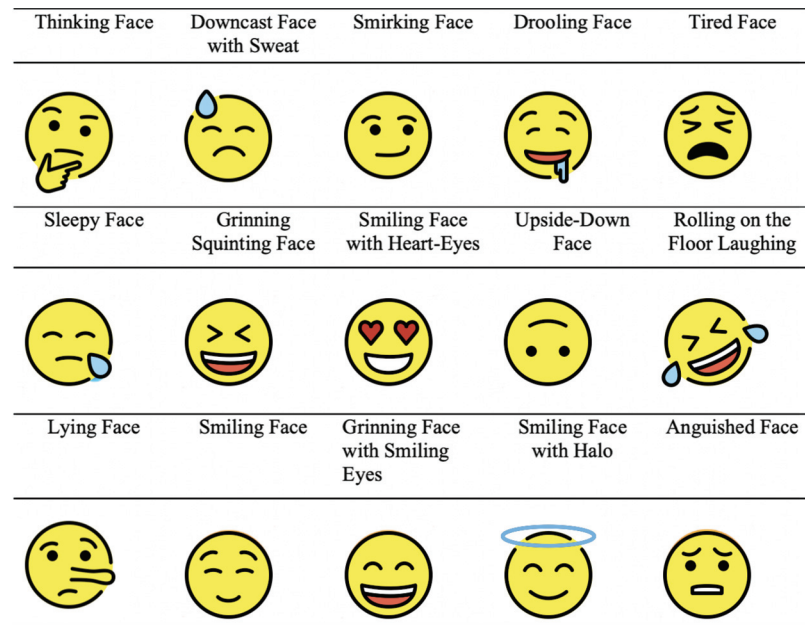 Thinking Face
Downcast Face
with Sweat
Smirking Face
Drooling Face
Tired Face
Sleepy Face
Grinning
Squinting Face
Smiling Face
with Heart-Eyes
Upside-Down
Face
Rolling on the
Floor Laughing
Lying Face
Smiling Face
Grinning Face
with Smiling
Eyes
Smiling Face
with Halo
Anguished Face